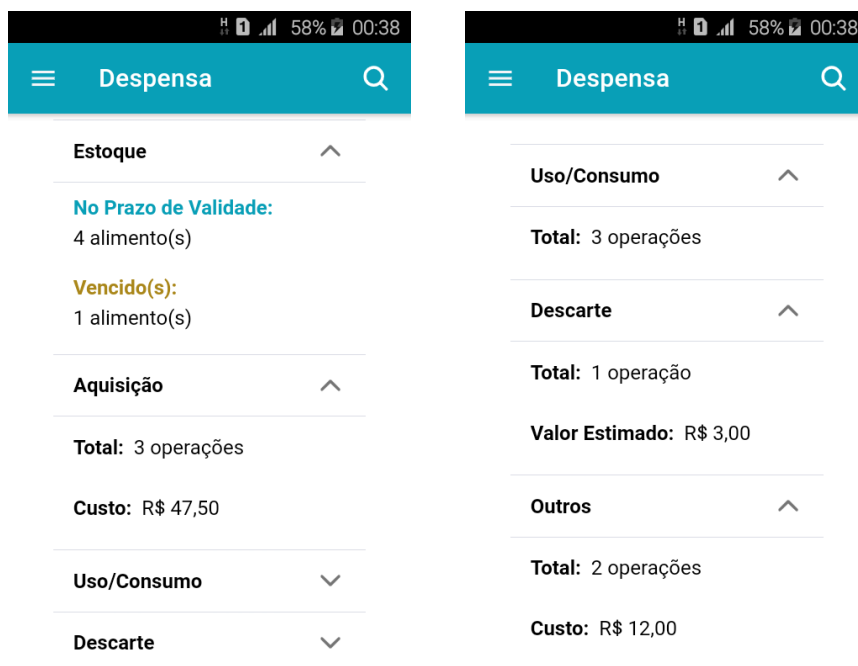 58% 00:38
Despensa
Estoque
No Prazo de Validade:
4 alimento(s)
Vencido(s):
1 alimento(s)
Aquisição
Total: 3 operações
Custo: R$ 47,50
Uso/Consumo
Descarte
H 1 58% 00:38
Despensa
Uso/Consumo
Total: 3 operações
Descarte
Total: 1 operação
Valor Estimado: R$ 3,00
Outros
Total: 2 operações
Custo: R$ 12,00